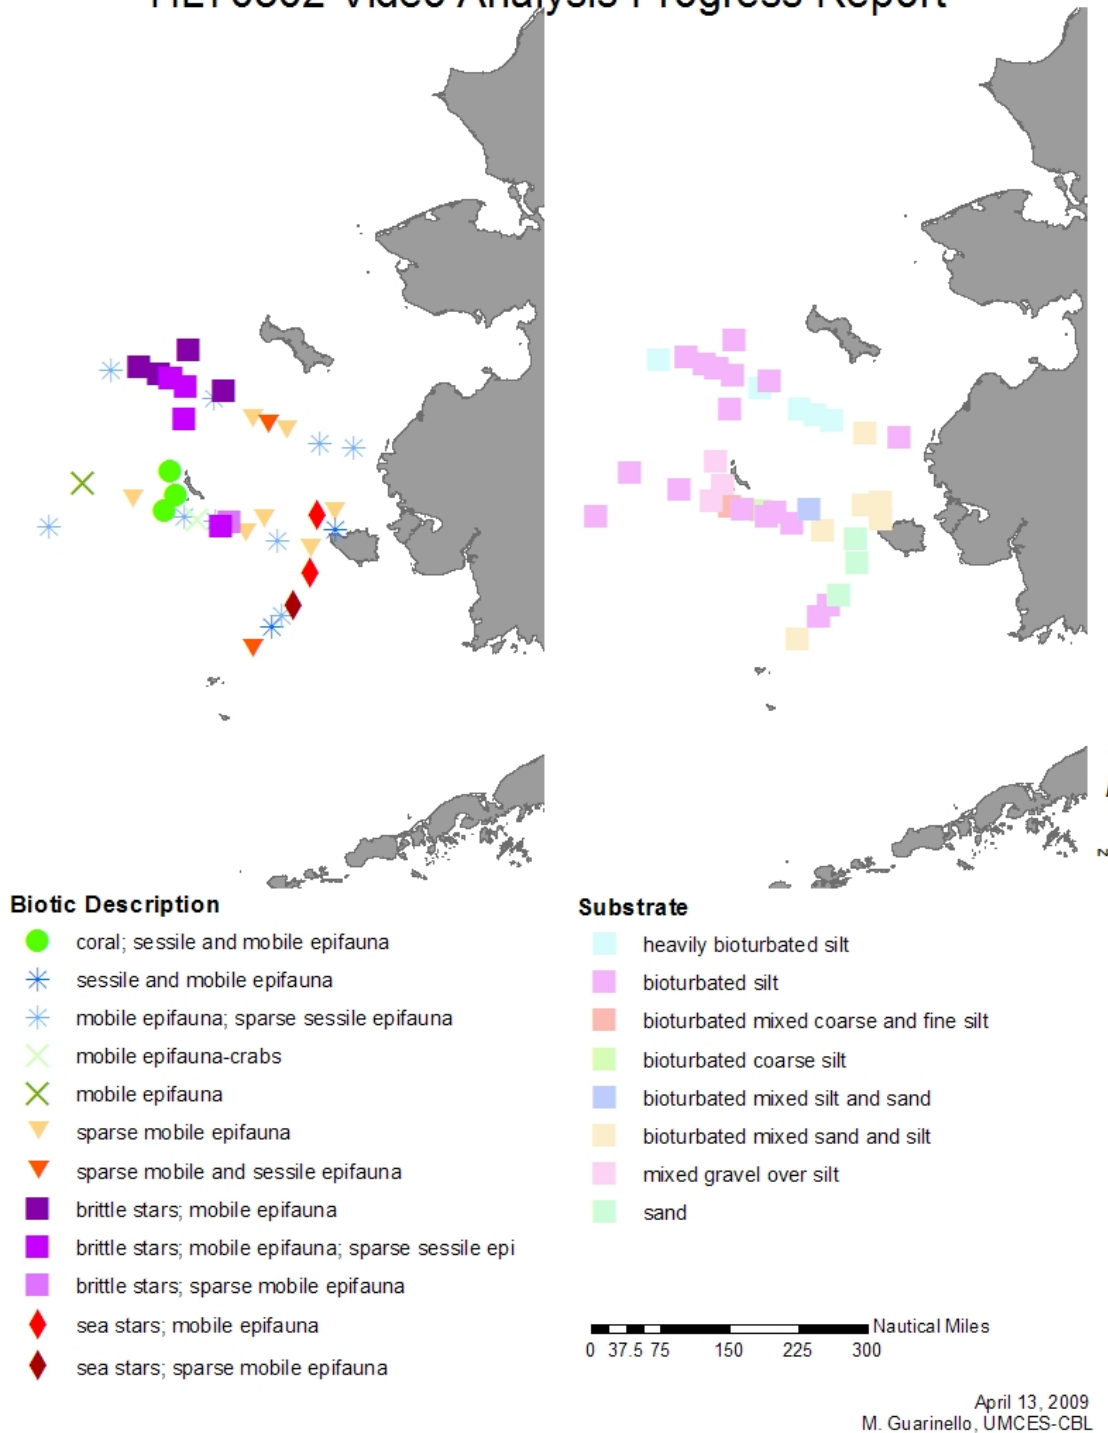 Video Analysis Progress Report
Biotic Description
coral; sessile and mobile epifauna
sessile and mobile epifauna
mobile epifauna; sparse sessile epifauna
mobile epifauna-crabs
mobile epifauna
sparse mobile epifauna
sparse mobile and sessile epifauna
brittle stars; mobile epifauna
brittle stars; mobile epifauna; sparse sessile epi
brittle stars; sparse mobile epifauna
sea stars; mobile epifauna
sea stars; sparse mobile epifauna
Substrate
heavily bioturbated silt
bioturbated silt
bioturbated mixed coarse and fine silt
bioturbated coarse silt
bioturbated mixed silt and sand
bioturbated mixed sand and silt
mixed gravel over silt
sand
Nautical Miles
0 37.5 75 150 225 300
April 13, 2009
M. Guarinello, UMCES-CBL